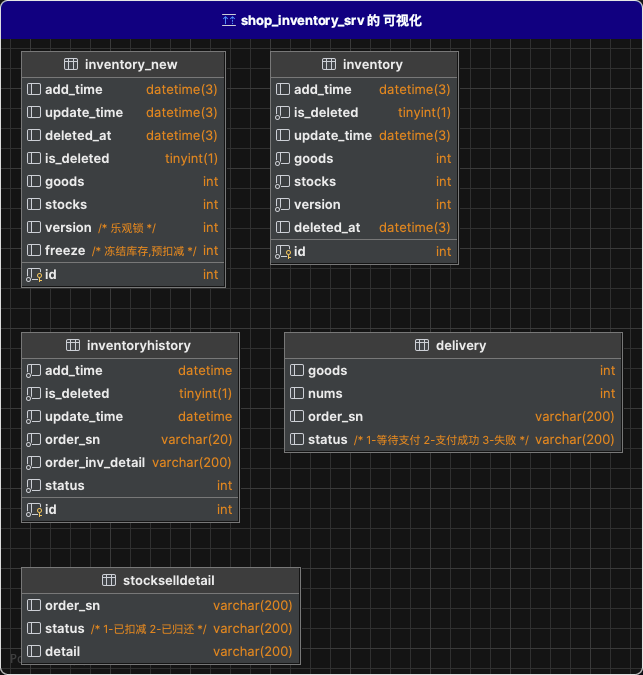 shop_inventory_srv 的 可视化
inventory_new
add_time datetime(3)
update_time datetime(3)
deleted_at datetime(3)
is_deleted tinyint(1)
goods int
stocks int
version /* 乐观锁 */ int
freeze /* 冻结库存,预扣减 */ int
id int
inventory
add_time datetime(3)
is_deleted tinyint(1)
update_time datetime(3)
goods int
stocks int
version int
deleted_at datetime(3)
id int
inventoryhistory
add_time datetime
is_deleted tinyint(1)
update_time datetime
order_sn varchar(20)
order_inv_detail varchar(200)
status int
id int
delivery
goods int
nums int
order_sn varchar(200)
status /* 1-等待支付 2-支付成功 3-失败 */ varchar(200)
stockselldetail
order_sn varchar(200)
status /* 1-已扣减 2-已归还 */ varchar(200)
detail varchar(200)